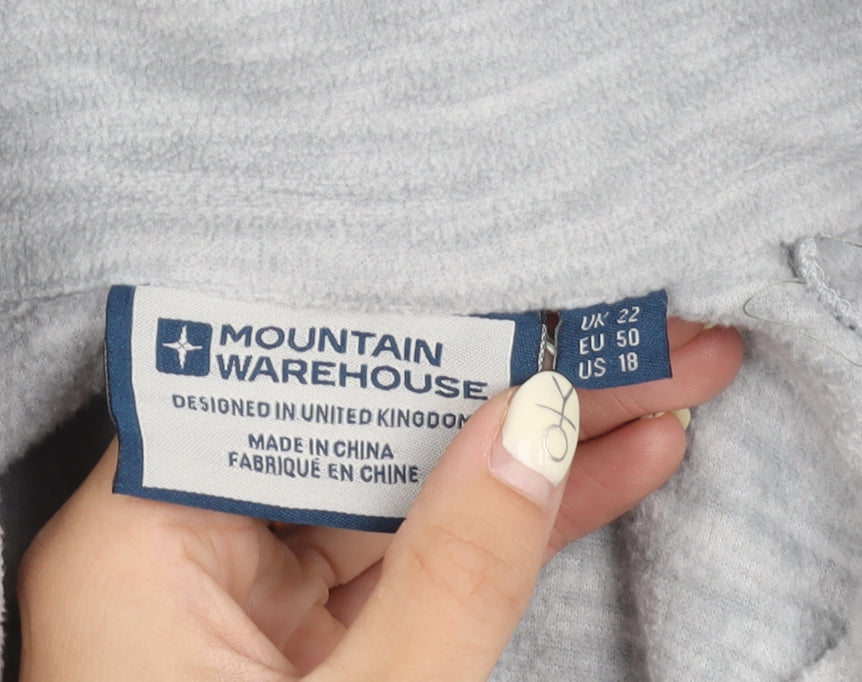 MOUNTAIN
WAREHOUSE
DESIGNED IN UNITED KINGDOM
MADE IN CHINA
FABRIQUÉ EN CHINE
UK 22
EU 50
US 18